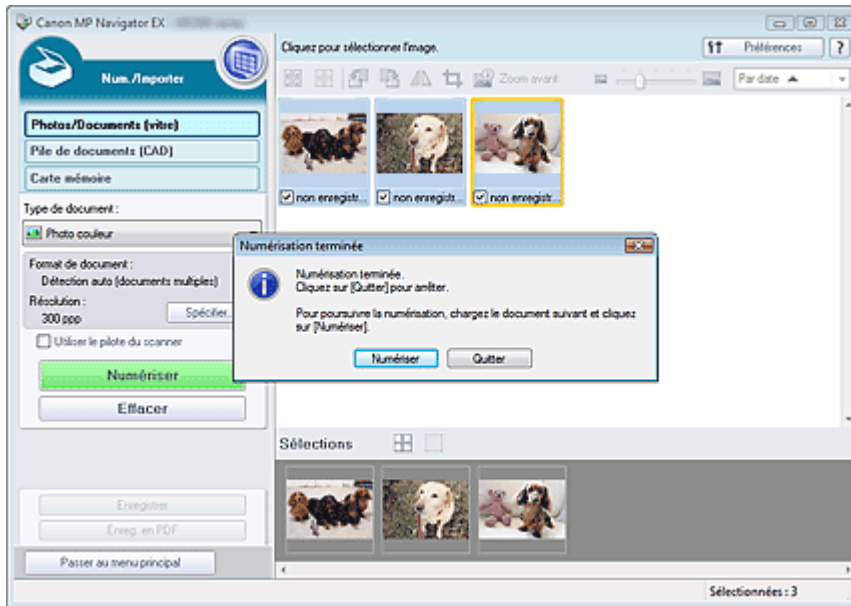 Canon MP Navigator EX
Cliquez pour sélectionner l'image.
Préférences
?
Num./Importer
Zoom avant
Par date
Photos/Documents (vitre)
Pile de documents (CAD)
Carte mémoire
non enregistr...
non enregistr...
non enregistr...
Type de document :
Photo couleur
Format de document :
Détection auto (documents multiples)
Résolution :
300 ppp
Spécifier...
Utiliser le pilote du scanner
Numériser
Effacer
Numérisation terminée
Numérisation terminée.
Cliquez sur [Quitter] pour arrêter.
Pour poursuivre la numérisation, chargez le document suivant et cliquez
sur [Numériser].
Numériser
Quitter
Sélections
Enregistrer
Enreg. en PDF
Passer au menu principal
Sélectionnées : 3